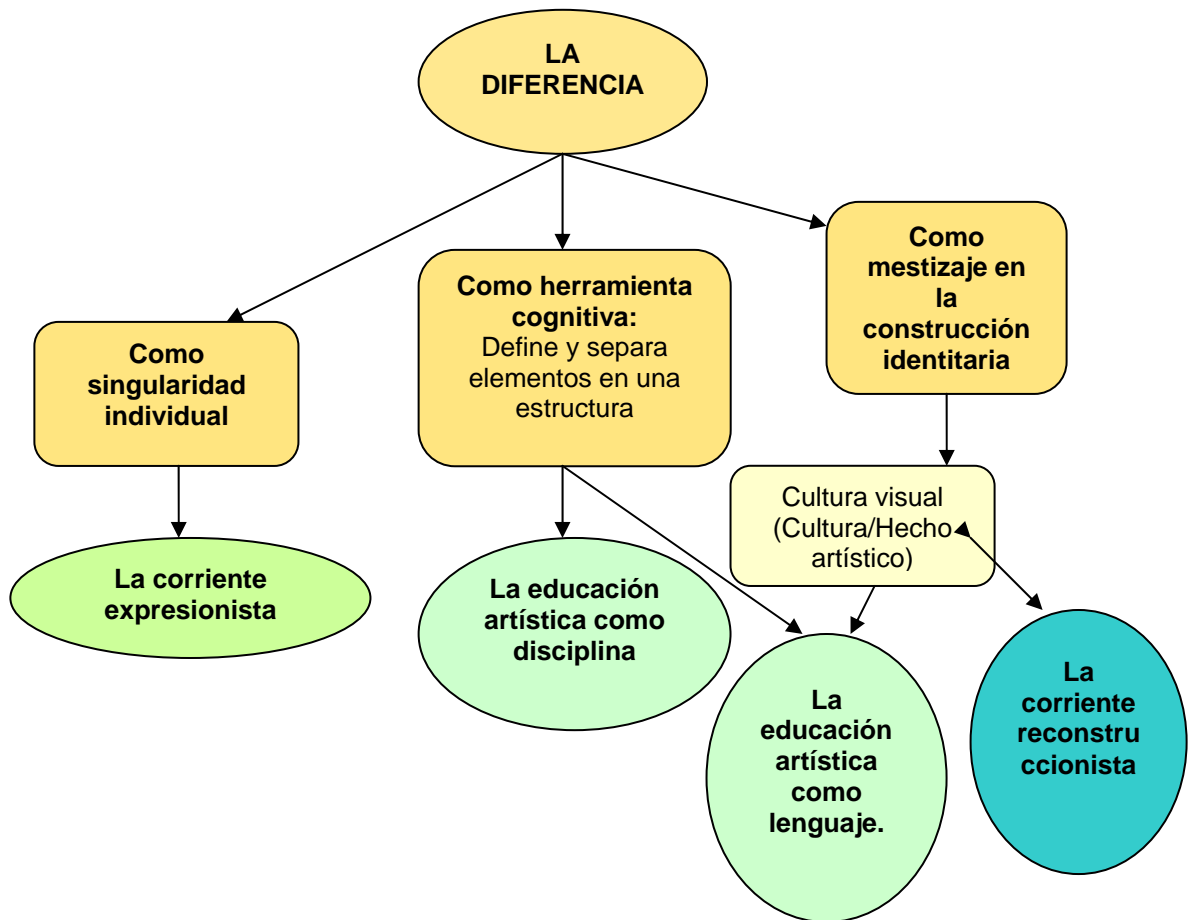 LA
DIFERENCIA
Como
singularidad
individual
Como herramienta
cognitiva:
Define y separa
elementos en una
estructura
Como
mestizaje en
la
construcción
identitaria
Cultura visual
(Cultura/Hecho
artístico)
La corriente
expresionista
La educación
artística como
disciplina
La
educación
artística
como
lenguaje.
La
corriente
reconstru
ccionista